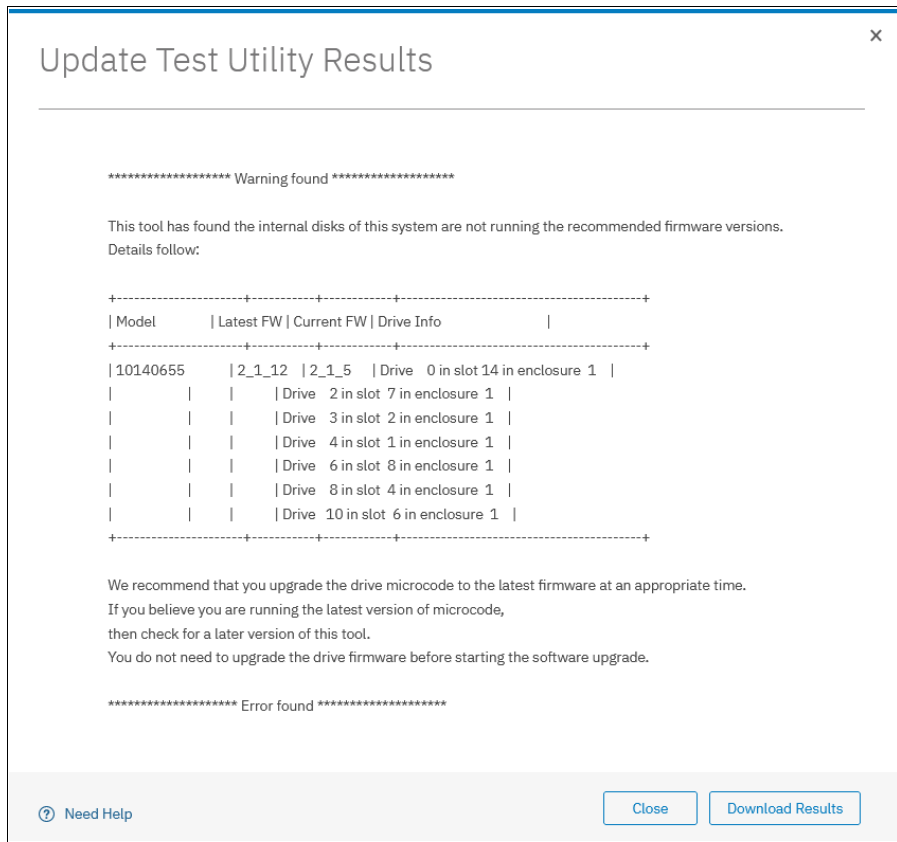 Update Test Utility Results
******************* Warning found *******************
This tool has found the internal disks of this system are not running the recommended firmware versions.
Details follow:
+----------------------+-----------+------------+------------------------------------------+
| Model | Latest FW | Current FW | Drive Info |
+----------------------+-----------+------------+------------------------------------------+
| 10140655 | 2_1_12 | 2_1_5 | Drive 0 in slot 14 in enclosure 1 |
| | | | Drive 2 in slot 7 in enclosure 1 |
| | | | Drive 3 in slot 2 in enclosure 1 |
| | | | Drive 4 in slot 1 in enclosure 1 |
| | | | Drive 6 in slot 8 in enclosure 1 |
| | | | Drive 8 in slot 4 in enclosure 1 |
| | | | Drive 10 in slot 6 in enclosure 1 |
+----------------------+-----------+------------+------------------------------------------+
We recommend that you upgrade the drive microcode to the latest firmware at an appropriate time.
If you believe you are running the latest version of microcode,
then check for a later version of this tool.
You do not need to upgrade the drive firmware before starting the software upgrade.
******************** Error found ********************
Need Help
Close
Download Results